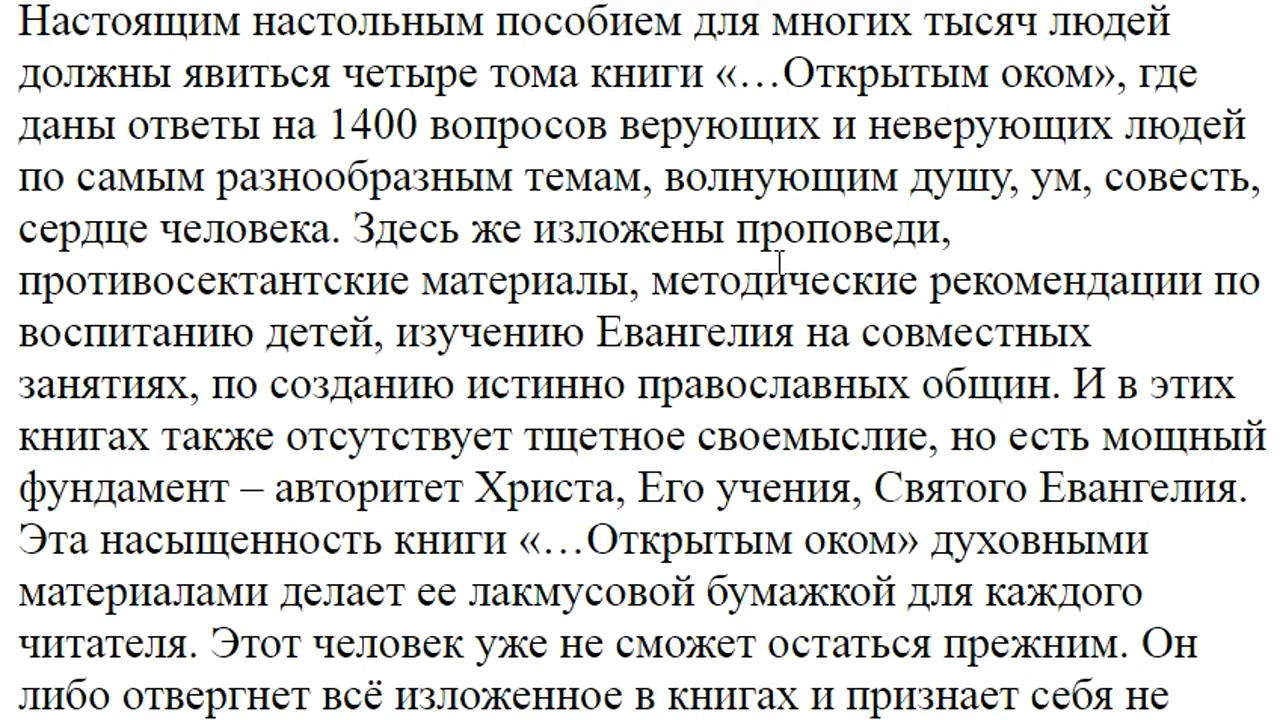 Настоящим настольным пособием для многих тысяч людей
должны явиться четыре тома книги «…Открытым оком», где
даны ответы на 1400 вопросов верующих и неверующих людей
по самым разнообразным темам, волнующим душу, ум, совесть,
сердце человека. Здесь же изложены проповеди,
противосектантские материалы, методические рекомендации по
воспитанию детей, изучению Евангелия на совместных
занятиях, по созданию истинно православных общин. И в этих
книгах также отсутствует тщетное своемыслие, но есть мощный
фундамент – авторитет Христа, Его учения, Святого Евангелия.
Эта насыщенность книги «…Открытым оком» духовными
материалами делает ее лакмусовой бумажкой для каждого
читателя. Этот человек уже не сможет остаться прежним. Он
либо отвергнет всё изложенное в книгах и признает себя не